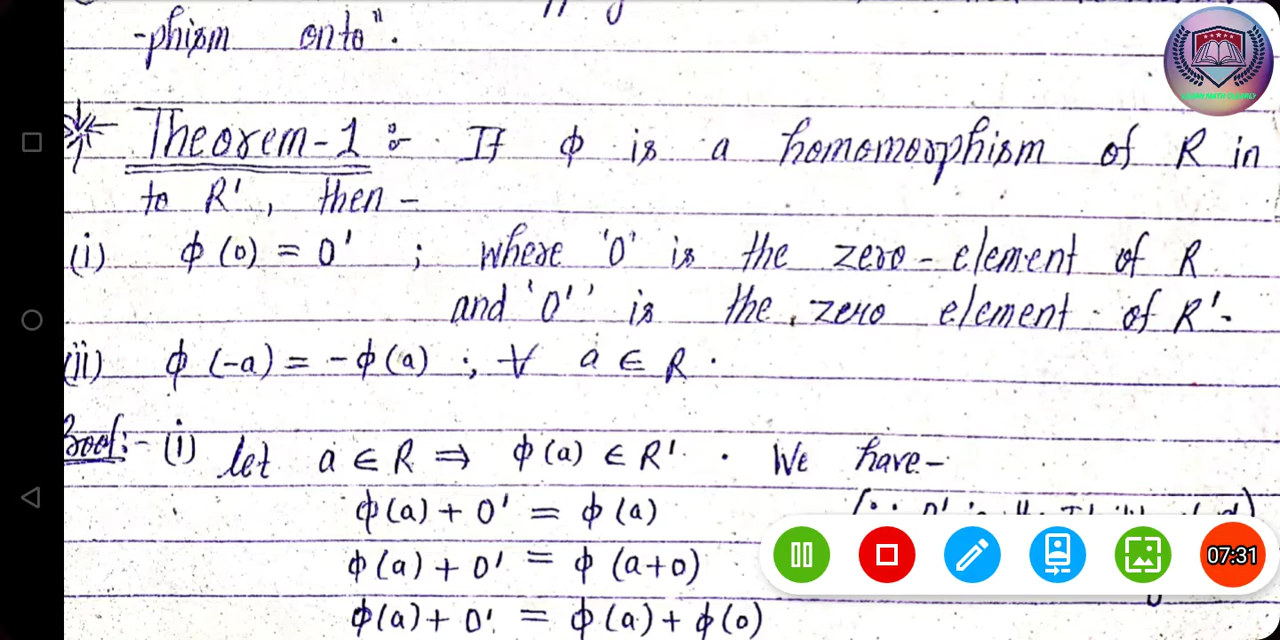 -phism onto".
Theorem-1 :- If ϕ is a homomorphism of R in
to R', then -
(i) ϕ(0) = 0' ; where '0' is the zero-element of R
and '0'' is the zero element of R'.
(ii) ϕ(-a) = -ϕ(a) ; ∀ a ∈ R .
Proof:- (i) let a ∈ R ⇒ ϕ(a) ∈ R' . We have-
ϕ(a) + 0' = ϕ(a)
ϕ(a) + 0' = ϕ(a+0)
ϕ(a) + 0' = ϕ(a) + ϕ(0)
07:31